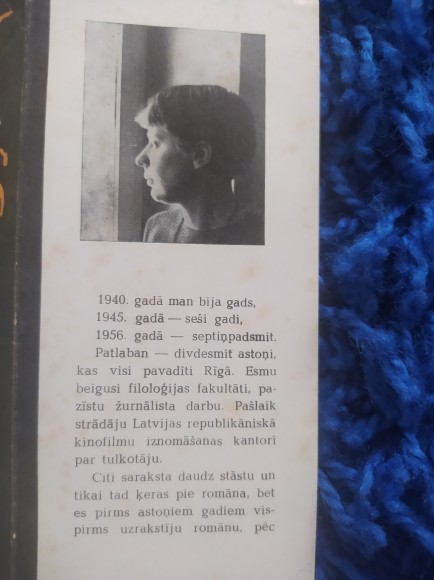 1940. gadā man bija gads,
1945. gadā — seši gadi,
1956. gadā — septiņpadsmit.
Patlaban — divdesmit astoņi,
kas visi pavadīti Rīgā. Esmu
beigusi filoloģijas fakultāti, pa-
zīstu žurnālista darbu. Pašlaik
strādāju Latvijas republikāniskā
kinofilmu iznomāšanas kantorī
par tulkotāju.
Citi saraksta daudz stāstu un
tikai tad ķeras pie romāna, bet
es pirms astoņiem gadiem vis-
pirms uzrakstīju romānu, pēc